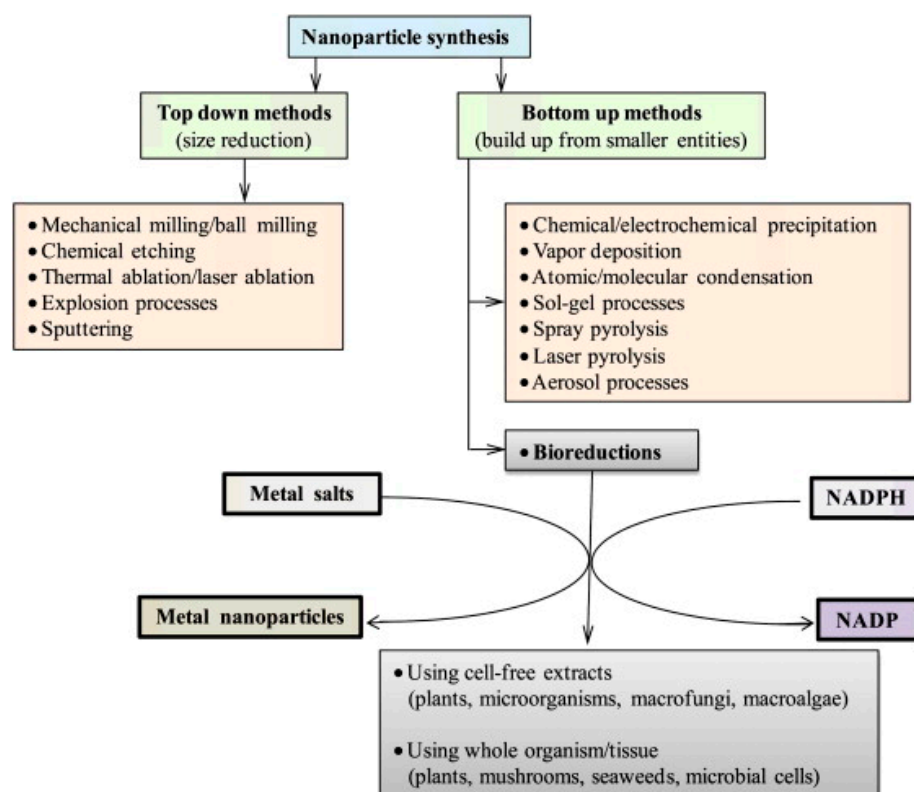 Nanoparticle synthesis
Top down methods
(size reduction)
Bottom up methods
(build up from smaller entities)
• Mechanical milling/ball milling
• Chemical etching
• Thermal ablation/laser ablation
• Explosion processes
• Sputtering
• Chemical/electrochemical precipitation
• Vapor deposition
• Atomic/molecular condensation
• Sol-gel processes
• Spray pyrolysis
• Laser pyrolysis
• Aerosol processes
• Bioreductions
Metal salts
NADPH
Metal nanoparticles
NADP
• Using cell-free extracts
(plants, microorganisms, macrofungi, macroalgae)
• Using whole organism/tissue
(plants, mushrooms, seaweeds, microbial cells)